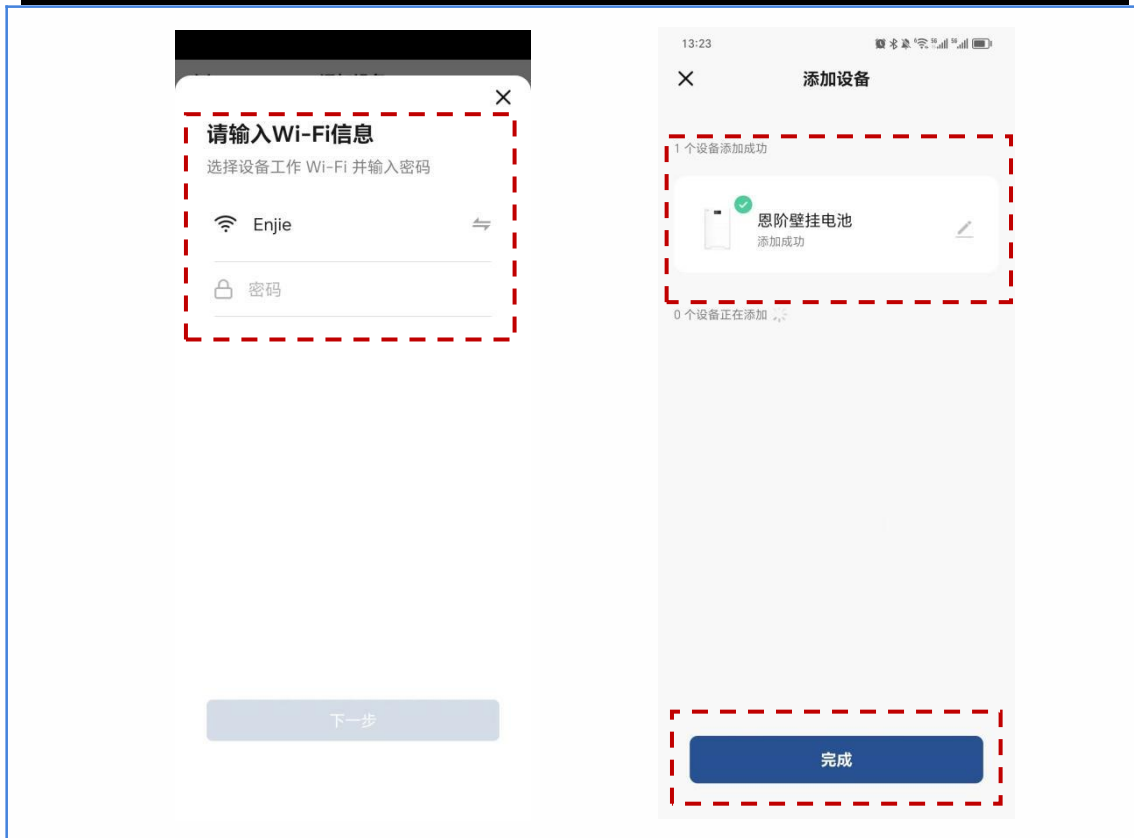 请输入Wi-Fi信息
选择设备工作 Wi-Fi 并输入密码
Enjie
密码
下一步
13:23
添加设备
1 个设备添加成功
恩阶壁挂电池
添加成功
0 个设备正在添加
完成